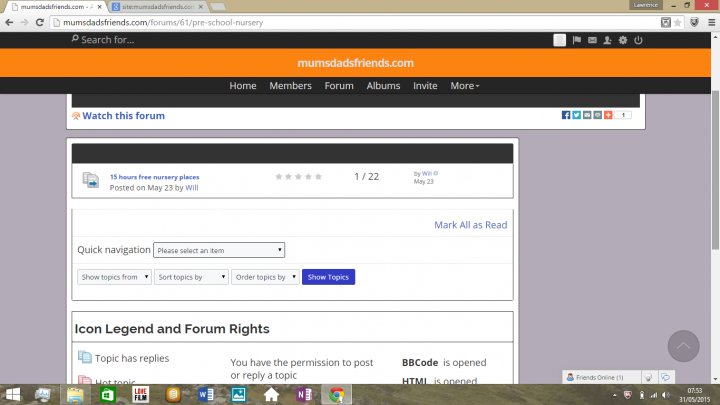 Lawrence
mumsdadsfriends.com - A
site:mumsdadsfriends.com
mumsdadsfriends.com/forums/61/pre-school-nursery
Search for...
mumsdadsfriends.com
Home Members Forum Albums Invite More
Watch this forum
1
15 hours free nursery places
1 / 22
by Will
Posted on May 23 by Will
May 23
Mark All as Read
Quick navigation Please select an item
Show topics from Sort topics by Order topics by Show Topics
Icon Legend and Forum Rights
Topic has replies
You have the permission to post
or reply a topic
BBCode is opened
Hot topic
HTML is opened
Friends Online (1)
LOVE
FILM
07:53
31/05/2015